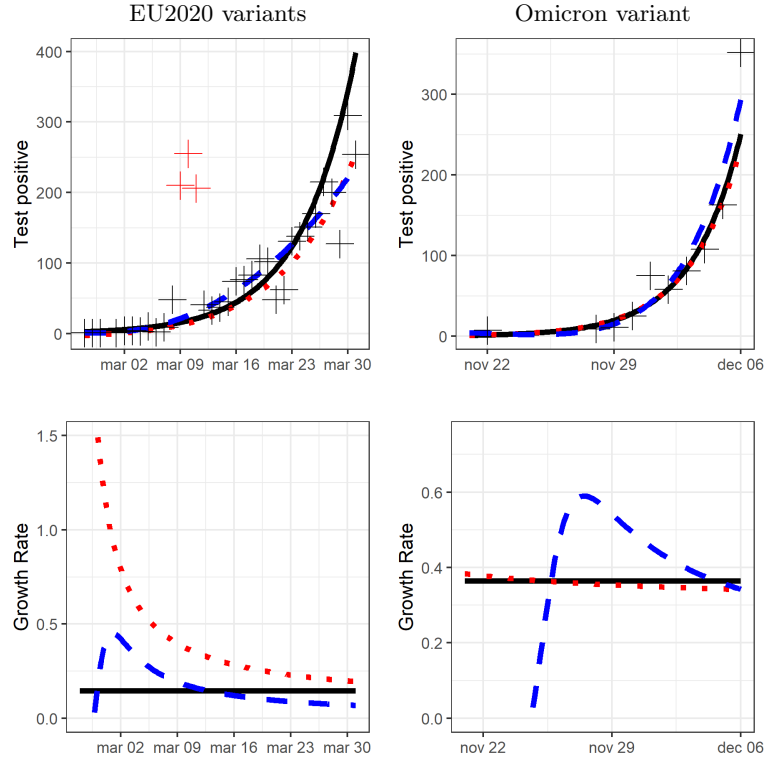 EU2020 variants
Omicron variant
Test positive
400
300
200
100
0
mar 02 mar 09 mar 16 mar 23 mar 30
Test positive
300
200
100
0
nov 22 nov 29 dec 06
Growth Rate
1.5
1.0
0.5
0.0
mar 02 mar 09 mar 16 mar 23 mar 30
Growth Rate
0.6
0.4
0.2
0.0
nov 22 nov 29 dec 06